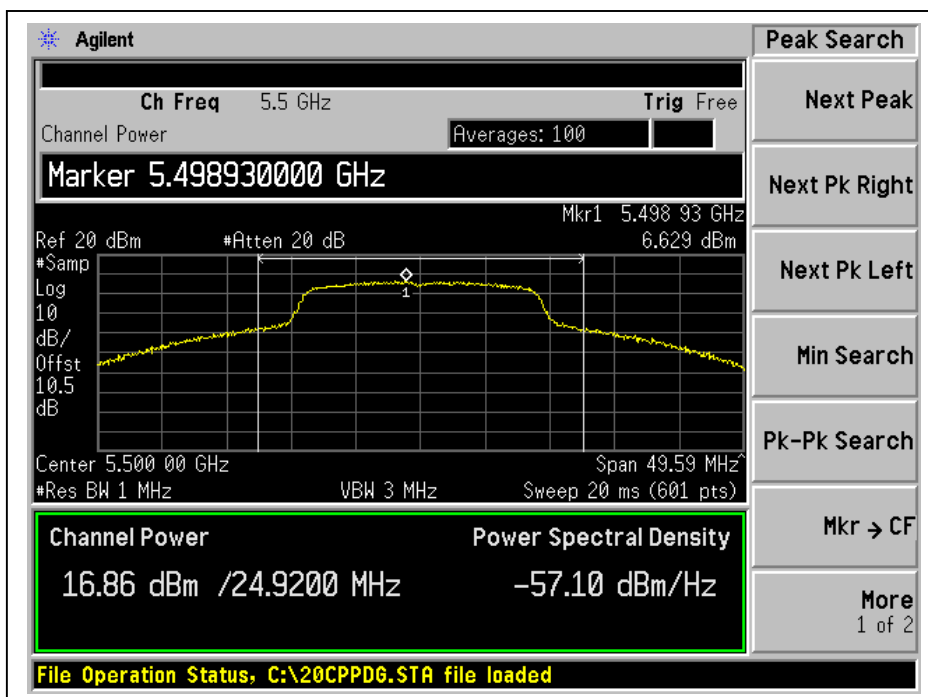 Agilent
Peak Search
Ch Freq 5.5 GHz Trig Free
Channel Power Averages: 100
Marker 5.498930000 GHz
Mkr1 5.498 93 GHz
Ref 20 dBm #Atten 20 dB 6.629 dBm
#Samp
Log
10
dB/
Offst
10.5
dB
1
Center 5.500 00 GHz Span 49.59 MHz^
#Res BW 1 MHz VBW 3 MHz Sweep 20 ms (601 pts)
Channel Power Power Spectral Density
16.86 dBm /24.9200 MHz -57.10 dBm/Hz
File Operation Status, C:\20CPPDG.STA file loaded
Next Peak
Next Pk Right
Next Pk Left
Min Search
Pk-Pk Search
Mkr → CF
More
1 of 2